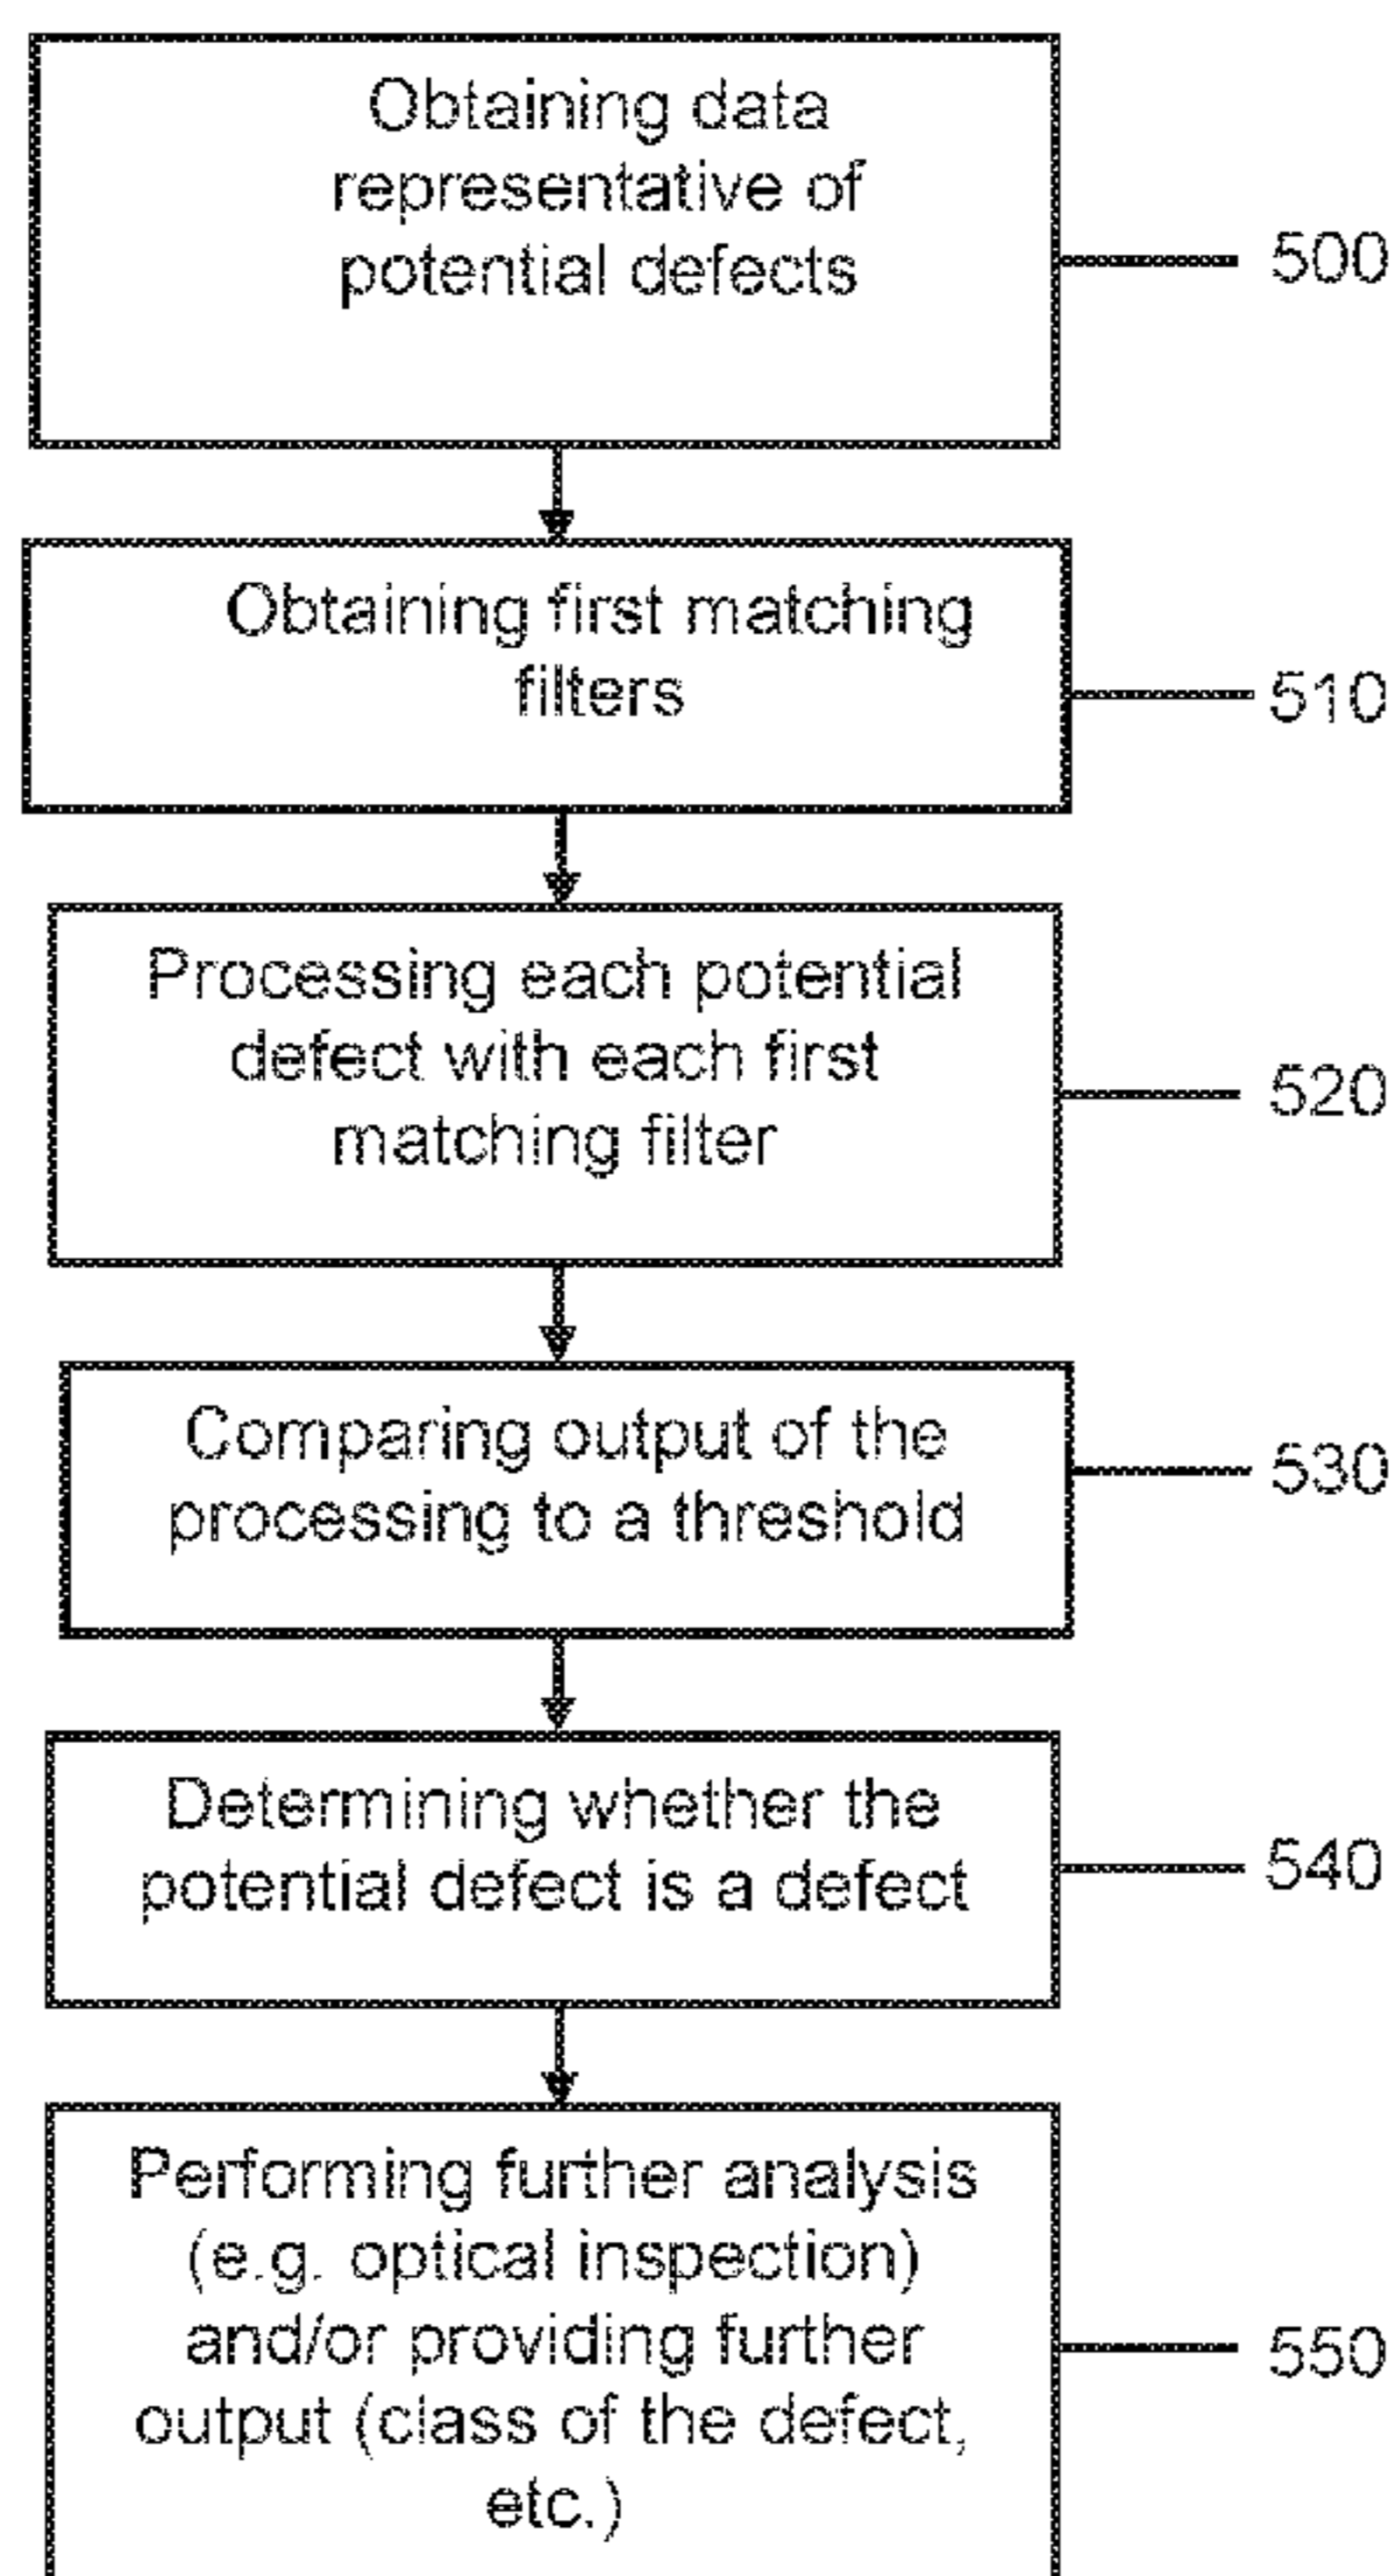 Obtaining data
representative of
potential defects
500
Obtaining first matching
filters
510
Processing each potential
defect with each first
matching filter
520
Comparing output of the
processing to a threshold
530
Determining whether the
potential defect is a defect
540
Performing further analysis
(e.g. optical inspection)
and/or providing further
output (class of the defect,
etc.)
550